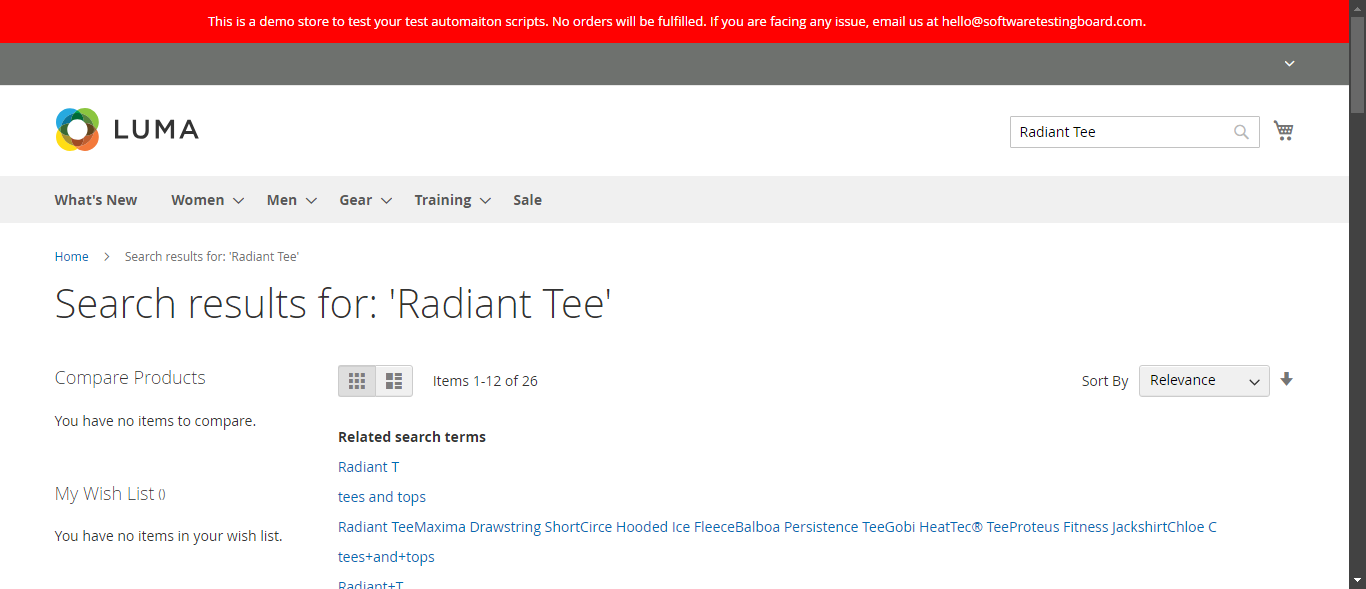 This is a demo store to test your test automaiton scripts. No orders will be fulfilled. If you are facing any issue, email us at hello@softwaretestingboard.com.
LUMA
Radiant Tee
What's New Women Men Gear Training Sale
Home Search results for: 'Radiant Tee'
Search results for: 'Radiant Tee'
Compare Products
You have no items to compare.
My Wish List ()
You have no items in your wish list.
Items 1-12 of 26
Sort By Relevance
Related search terms
Radiant T
tees and tops
Radiant TeeMaxima Drawstring ShortCirce Hooded Ice FleeceBalboa Persistence TeeGobi HeatTec® TeeProteus Fitness JackshirtChloe C
tees+and+tops
Radiant+T